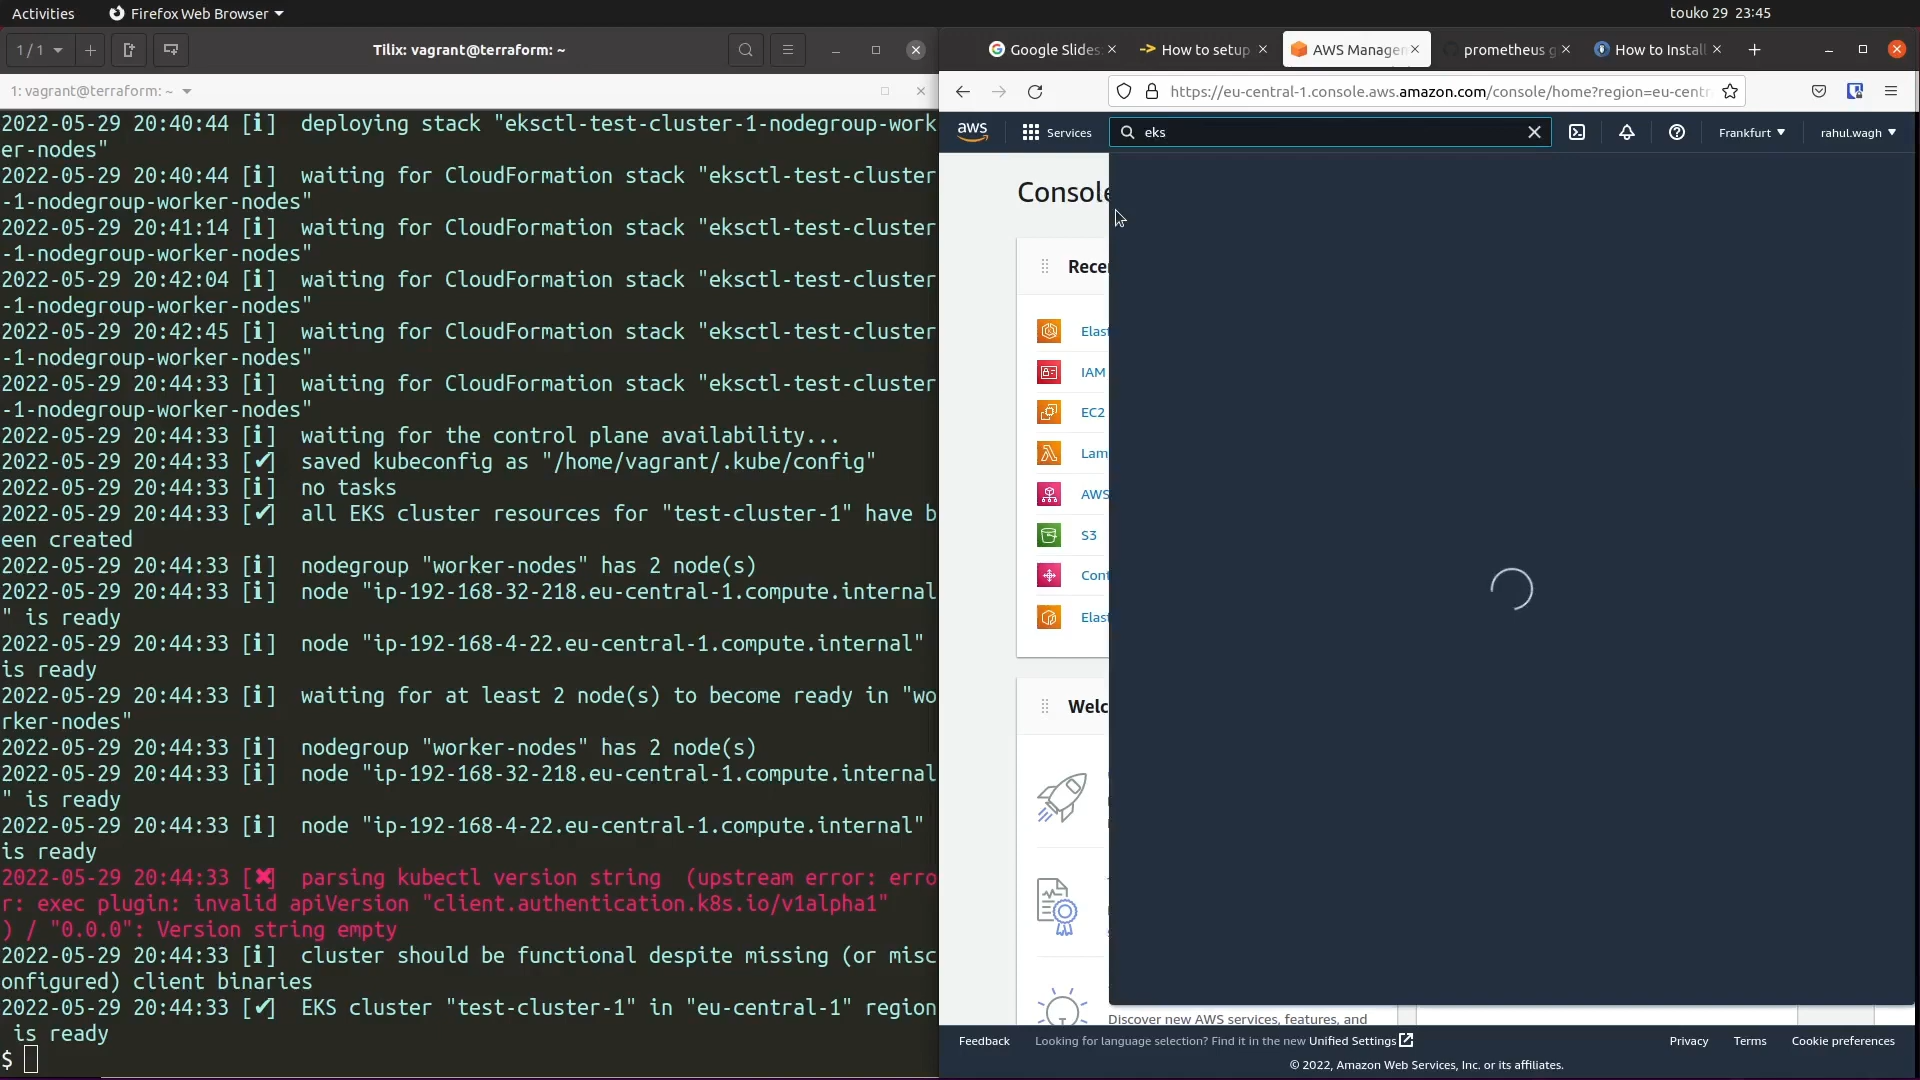 Activities
Firefox Web Browser
touko 29 23:45
1 / 1
Tilix: vagrant@terraform: ~
1: vagrant@terraform: ~
2022-05-29 20:40:44 [ℹ]  deploying stack "eksctl-test-cluster-1-nodegroup-work
er-nodes"
2022-05-29 20:40:44 [ℹ]  waiting for CloudFormation stack "eksctl-test-cluster
-1-nodegroup-worker-nodes"
2022-05-29 20:41:14 [ℹ]  waiting for CloudFormation stack "eksctl-test-cluster
-1-nodegroup-worker-nodes"
2022-05-29 20:42:04 [ℹ]  waiting for CloudFormation stack "eksctl-test-cluster
-1-nodegroup-worker-nodes"
2022-05-29 20:42:45 [ℹ]  waiting for CloudFormation stack "eksctl-test-cluster
-1-nodegroup-worker-nodes"
2022-05-29 20:44:33 [ℹ]  waiting for CloudFormation stack "eksctl-test-cluster
-1-nodegroup-worker-nodes"
2022-05-29 20:44:33 [ℹ]  waiting for the control plane availability...
2022-05-29 20:44:33 [✔]  saved kubeconfig as "/home/vagrant/.kube/config"
2022-05-29 20:44:33 [ℹ]  no tasks
2022-05-29 20:44:33 [✔]  all EKS cluster resources for "test-cluster-1" have b
een created
2022-05-29 20:44:33 [ℹ]  nodegroup "worker-nodes" has 2 node(s)
2022-05-29 20:44:33 [ℹ]  node "ip-192-168-32-218.eu-central-1.compute.internal
" is ready
2022-05-29 20:44:33 [ℹ]  node "ip-192-168-4-22.eu-central-1.compute.internal"
is ready
2022-05-29 20:44:33 [ℹ]  waiting for at least 2 node(s) to become ready in "wo
rker-nodes"
2022-05-29 20:44:33 [ℹ]  nodegroup "worker-nodes" has 2 node(s)
2022-05-29 20:44:33 [ℹ]  node "ip-192-168-32-218.eu-central-1.compute.internal
" is ready
2022-05-29 20:44:33 [ℹ]  node "ip-192-168-4-22.eu-central-1.compute.internal"
is ready
2022-05-29 20:44:33 [✖]  parsing kubectl version string  (upstream error: erro
r: exec plugin: invalid apiVersion "client.authentication.k8s.io/v1alpha1"
) / "0.0.0": Version string empty
2022-05-29 20:44:33 [ℹ]  cluster should be functional despite missing (or misc
onfigured) client binaries
2022-05-29 20:44:33 [✔]  EKS cluster "test-cluster-1" in "eu-central-1" region
 is ready
$
Google Slides
How to setup
AWS Manager
prometheus g
How to Install
https://eu-central-1.console.aws.amazon.com/console/home?region=eu-centr
aws
Services
eks
Frankfurt
rahul.wagh
Console
Rece
Elast
IAM
EC2
Lam
AWS
S3
Cont
Elast
Welc
Discover new AWS services, features, and
Feedback
Looking for language selection? Find it in the new Unified Settings
Privacy
Terms
Cookie preferences
© 2022, Amazon Web Services, Inc. or its affiliates.